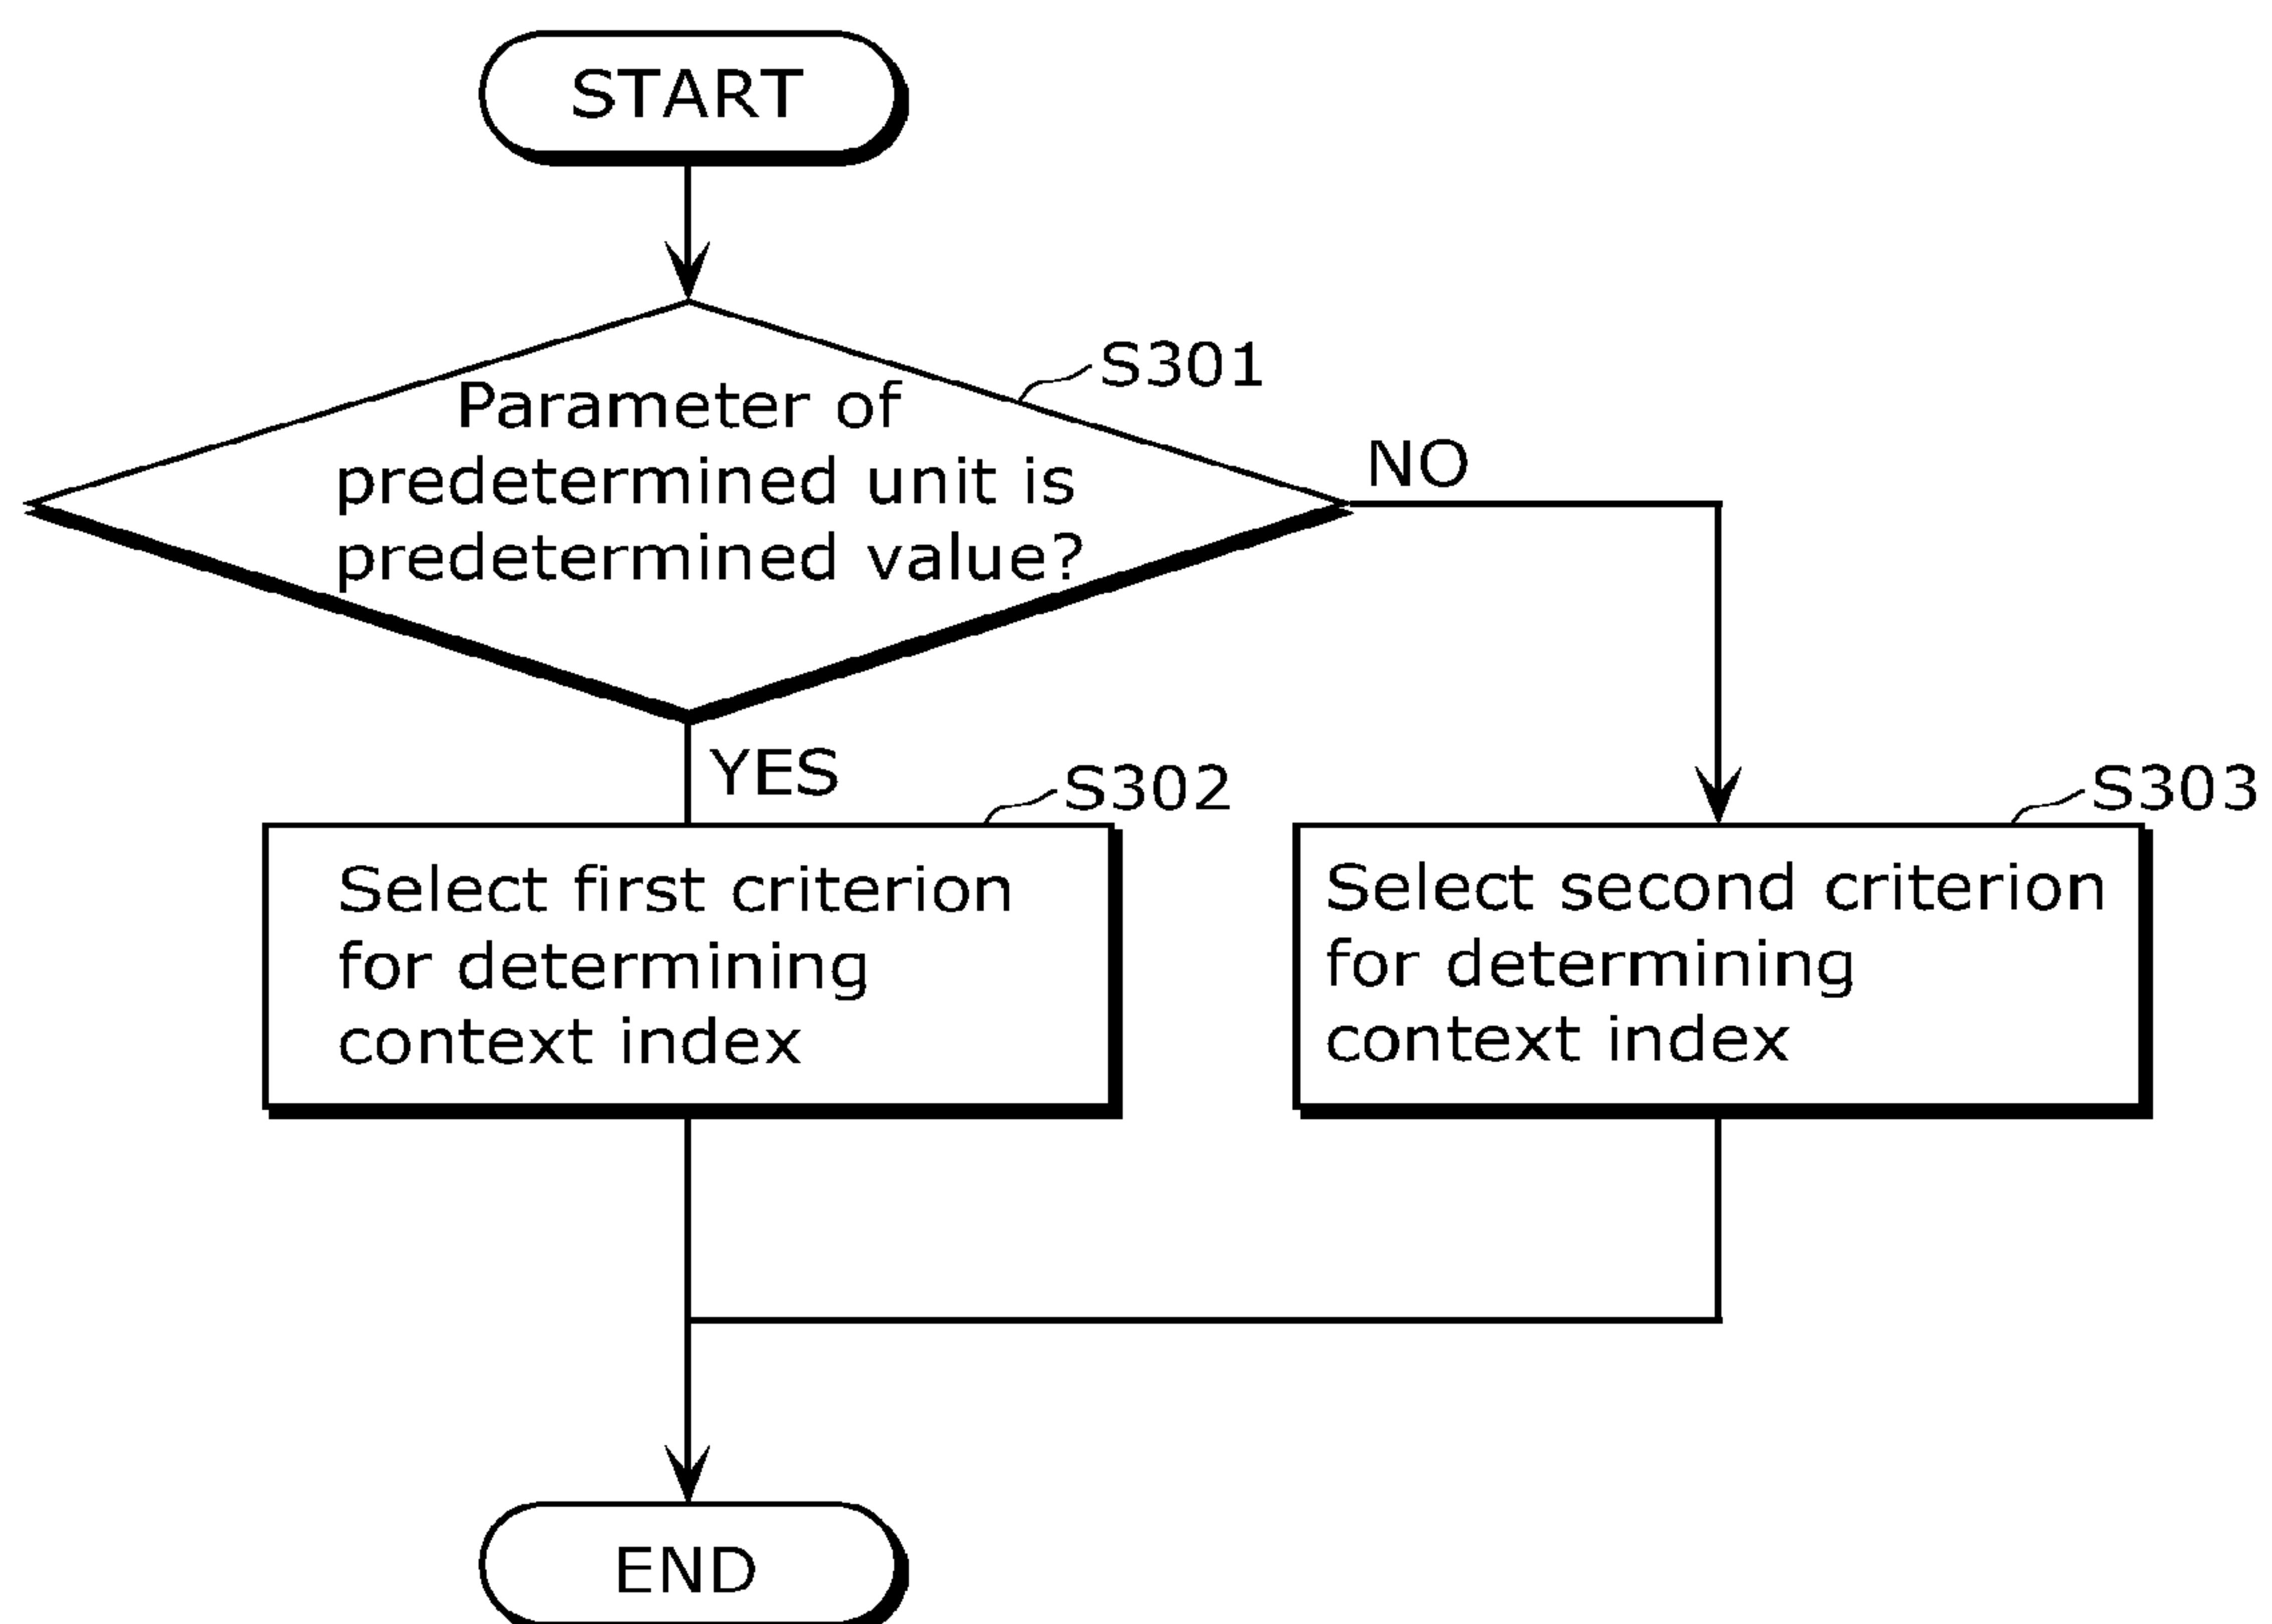 START
S301
Parameter of
predetermined unit is
predetermined value?
NO
YES
S302
Select first criterion
for determining
context index
S303
Select second criterion
for determining
context index
END